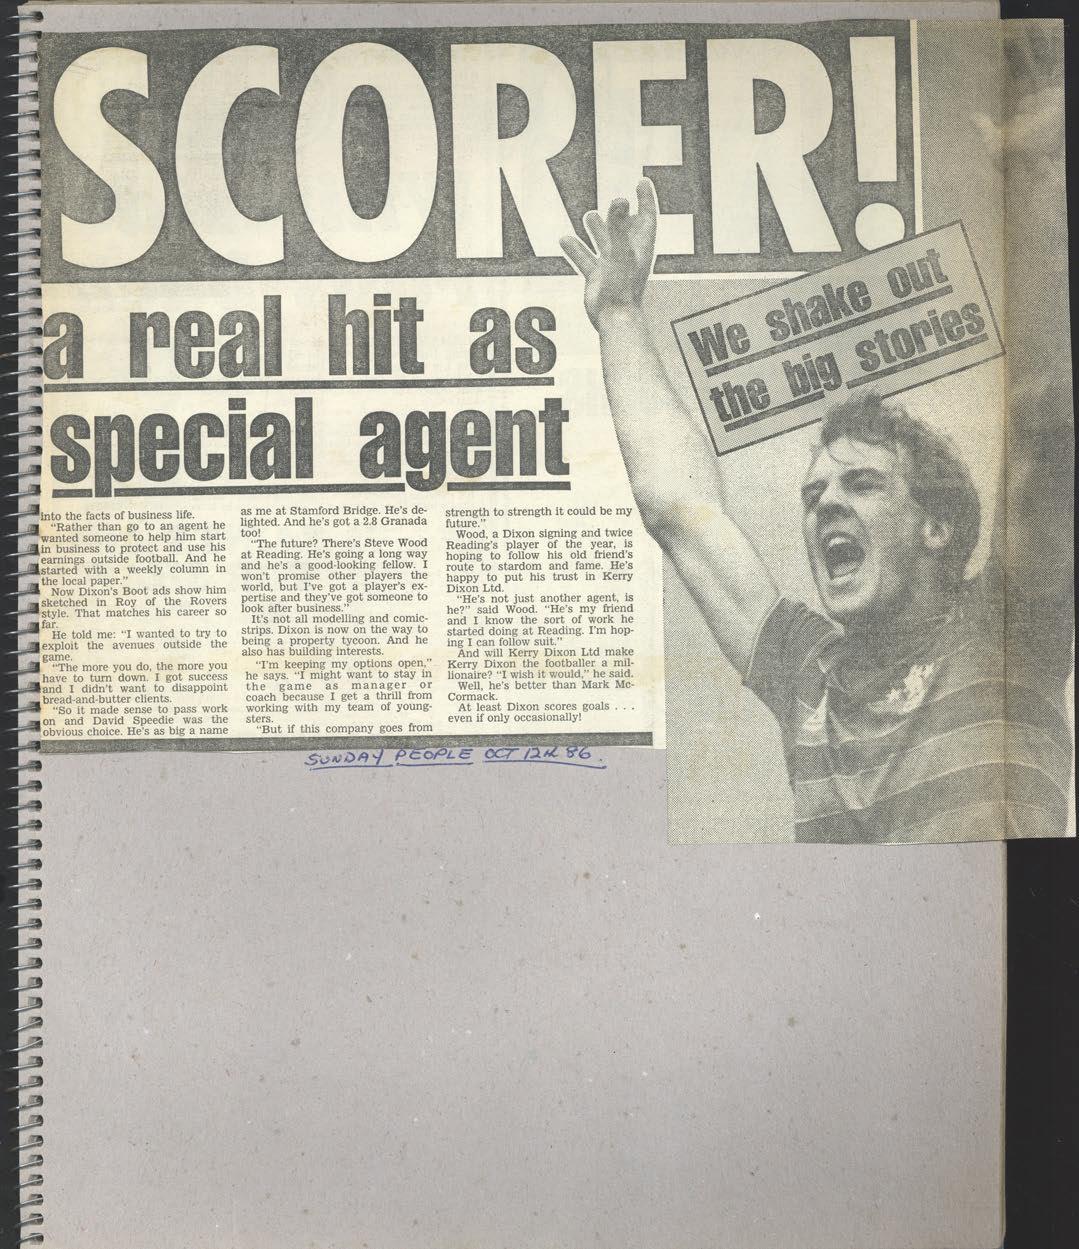 SCORER!
a real hit as
special agent
We shake out
the big stories
into the facts of business life.
"Rather than go to an agent he
wanted someone to help him start
in business to protect and use his
earnings outside football. And he
started with a weekly column in
the local paper."
Now Dixon's Boot ads show him
sketched in Roy of the Rovers
style. That matches his career so
far.
He told me: "I wanted to try to
exploit the avenues outside the
game.
"The more you do, the more you
have to turn down. I got success
and I didn't want to disappoint
bread-and-butter clients.
"So it made sense to pass work
on and David Speedie was the
obvious choice. He's as big a name
as me at Stamford Bridge. He's de-
lighted. And he's got a 2.8 Granada
too!
"The future? There's Steve Wood
at Reading. He's going a long way
and he's a good-looking fellow. I
won't promise other players the
world, but I've got a player's ex-
pertise and they've got someone to
look after business."
It's not all modelling and comic-
strips. Dixon is now on the way to
being a property tycoon. And he
also has building interests.
"I'm keeping my options open,"
he says. "I might want to stay in
the game as manager or
coach because I get a thrill from
working with my team of young-
sters.
"But if this company goes from
strength to strength it could be my
future."
Wood, a Dixon signing and twice
Reading's player of the year, is
hoping to follow his old friend's
route to stardom and fame. He's
happy to put his trust in Kerry
Dixon Ltd.
"He's not just another agent, is
he?" said Wood. "He's my friend
and I know the sort of work he
started doing at Reading. I'm hop-
ing I can follow suit."
And will Kerry Dixon Ltd make
Kerry Dixon the footballer a mil-
lionaire? "I wish it would," he said.
Well, he's better than Mark Mc-
Cormack.
At least Dixon scores goals . . .
even if only occasionally!
SUNDAY PEOPLE OCT 12th 86.